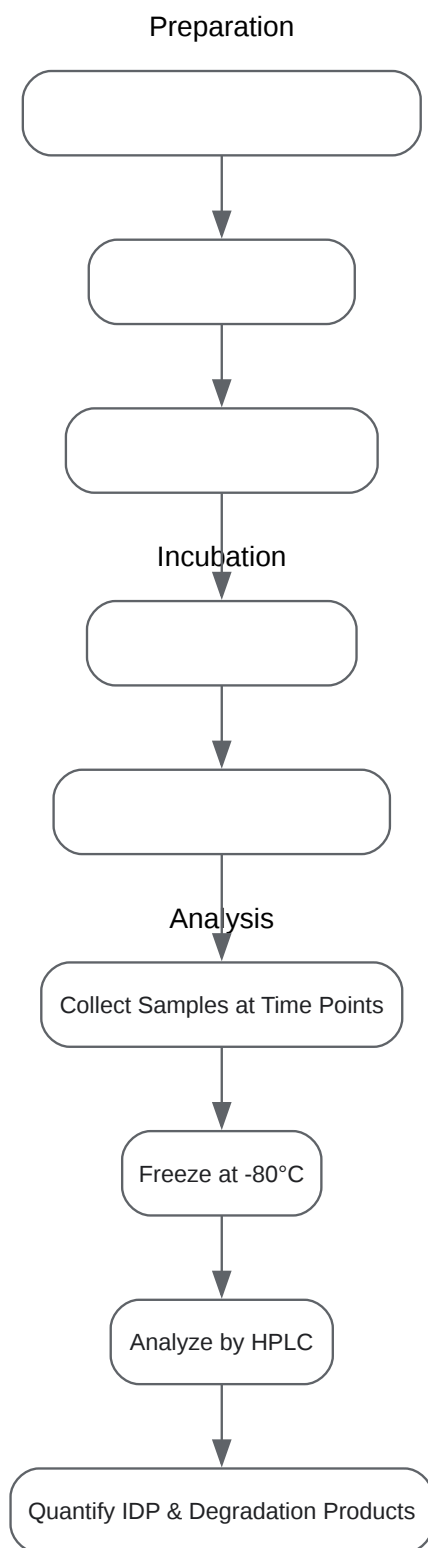 Preparation
Incubation
Analysis
Collect Samples at Time Points
Freeze at -80°C
Analyze by HPLC
Quantify IDP & Degradation Products